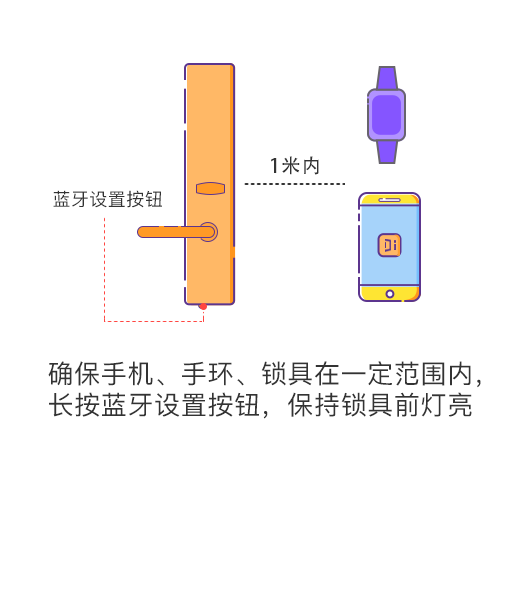 1米内
蓝牙设置按钮
确保手机、手环、锁具在一定范围内，
长按蓝牙设置按钮，保持锁具前灯亮